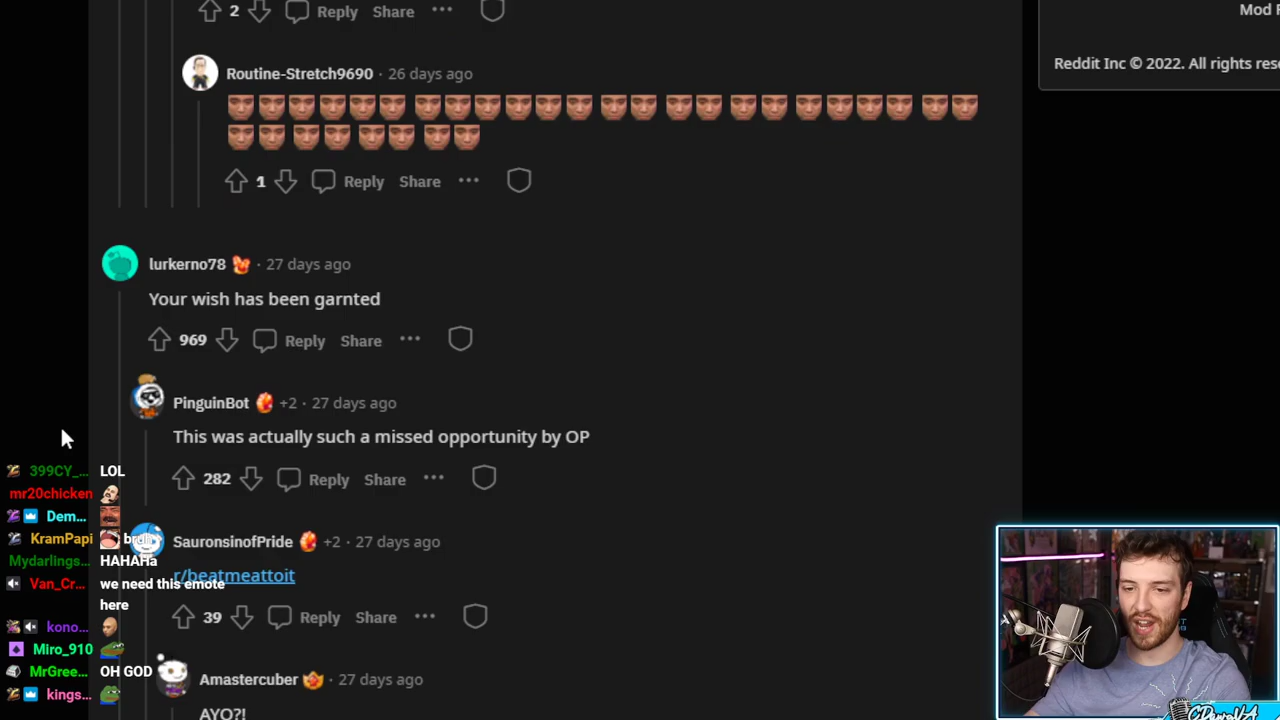 2 Reply Share
Mod
Reddit Inc © 2022. All rights rese
Routine-Stretch9690 · 26 days ago
1 Reply Share
lurkerno78 · 27 days ago
Your wish has been garnted
969 Reply Share
PinguinBot +2 · 27 days ago
This was actually such a missed opportunity by OP
282 Reply Share
SauronsinofPride +2 · 27 days ago
r/beatmeattoit
39 Reply Share
Amastercuber · 27 days ago
AYO?!
399CY_... LOL
mr20chicken
Dem...
KramPapi bruh
Mydarlings... HAHAHa
Van_Cr... we need this emote
here
kono...
Miro_910
MrGree... OH GOD
kings...